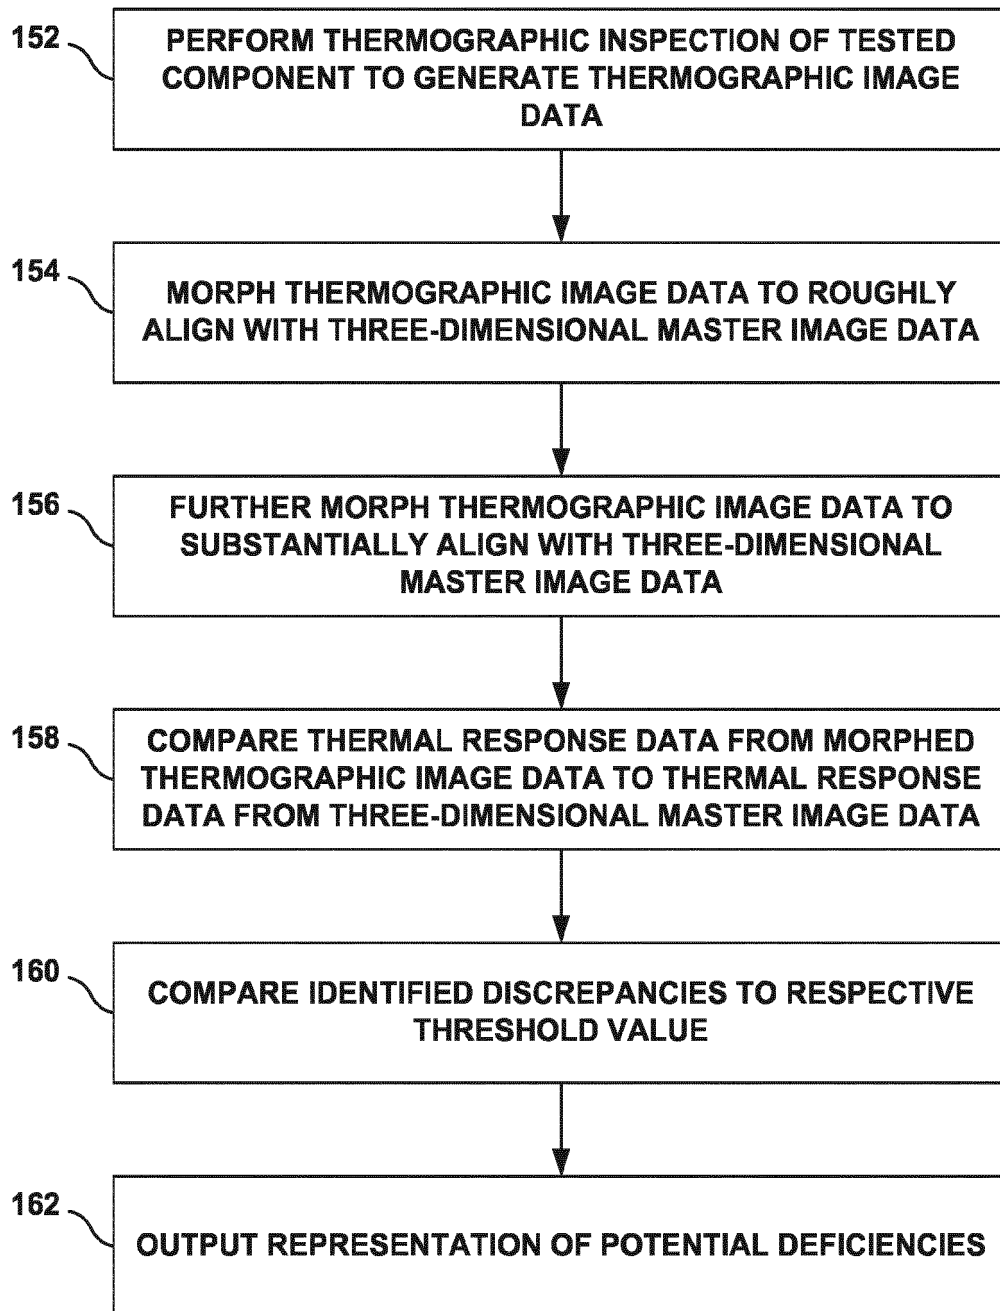 152
PERFORM THERMOGRAPHIC INSPECTION OF TESTED
COMPONENT TO GENERATE THERMOGRAPHIC IMAGE
DATA
154
MORPH THERMOGRAPHIC IMAGE DATA TO ROUGHLY
ALIGN WITH THREE-DIMENSIONAL MASTER IMAGE DATA
156
FURTHER MORPH THERMOGRAPHIC IMAGE DATA TO
SUBSTANTIALLY ALIGN WITH THREE-DIMENSIONAL
MASTER IMAGE DATA
158
COMPARE THERMAL RESPONSE DATA FROM MORPHED
THERMOGRAPHIC IMAGE DATA TO THERMAL RESPONSE
DATA FROM THREE-DIMENSIONAL MASTER IMAGE DATA
160
COMPARE IDENTIFIED DISCREPANCIES TO RESPECTIVE
THRESHOLD VALUE
162
OUTPUT REPRESENTATION OF POTENTIAL DEFICIENCIES